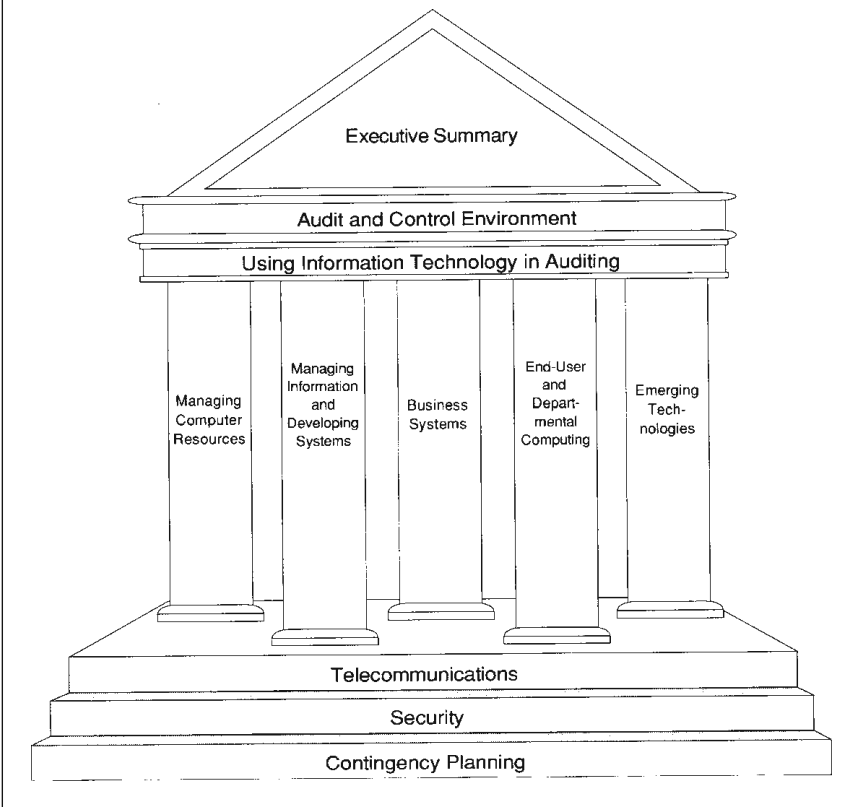 Executive Summary
Audit and Control Environment
Using Information Technology in Auditing
Managing
Computer
Resources
Managing
Information
and
Developing
Systems
Business
Systems
End-User
and
Depart-
mental
Computing
Emerging
Tech-
nologies
Telecommunications
Security
Contingency Planning